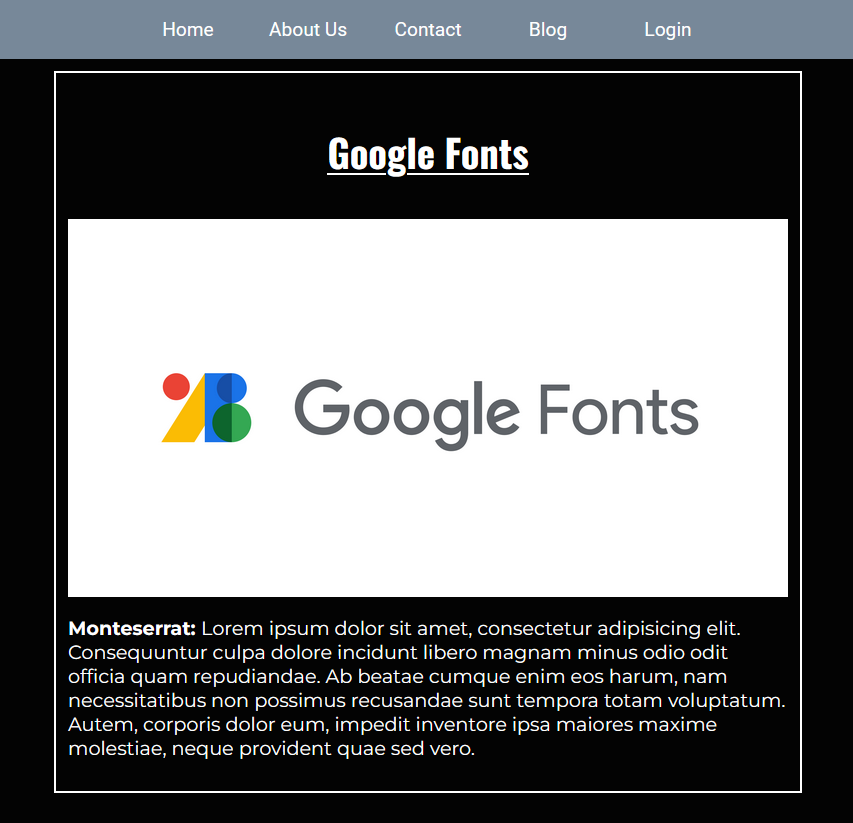 Home About Us Contact Blog Login
Google Fonts
Google Fonts
Monteserrat: Lorem ipsum dolor sit amet, consectetur adipisicing elit.
Consequuntur culpa dolore incidunt libero magnam minus odio odit
officia quam repudiandae. Ab beatae cumque enim eos harum, nam
necessitatibus non possimus recusandae sunt tempora totam voluptatum.
Autem, corporis dolor eum, impedit inventore ipsa maiores maxime
molestiae, neque provident quae sed vero.